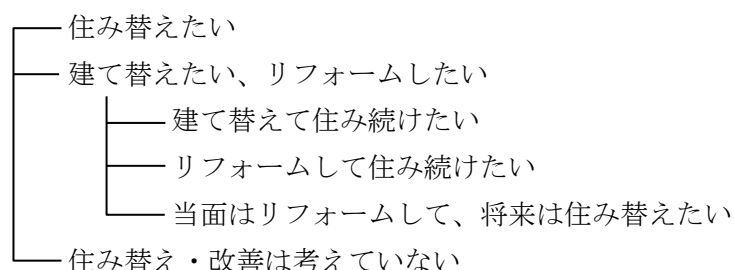 住み替えたい
建て替えたい、リフォームしたい
建て替えて住み続けたい
リフォームして住み続けたい
当面はリフォームして、将来は住み替えたい
住み替え・改善は考えていない